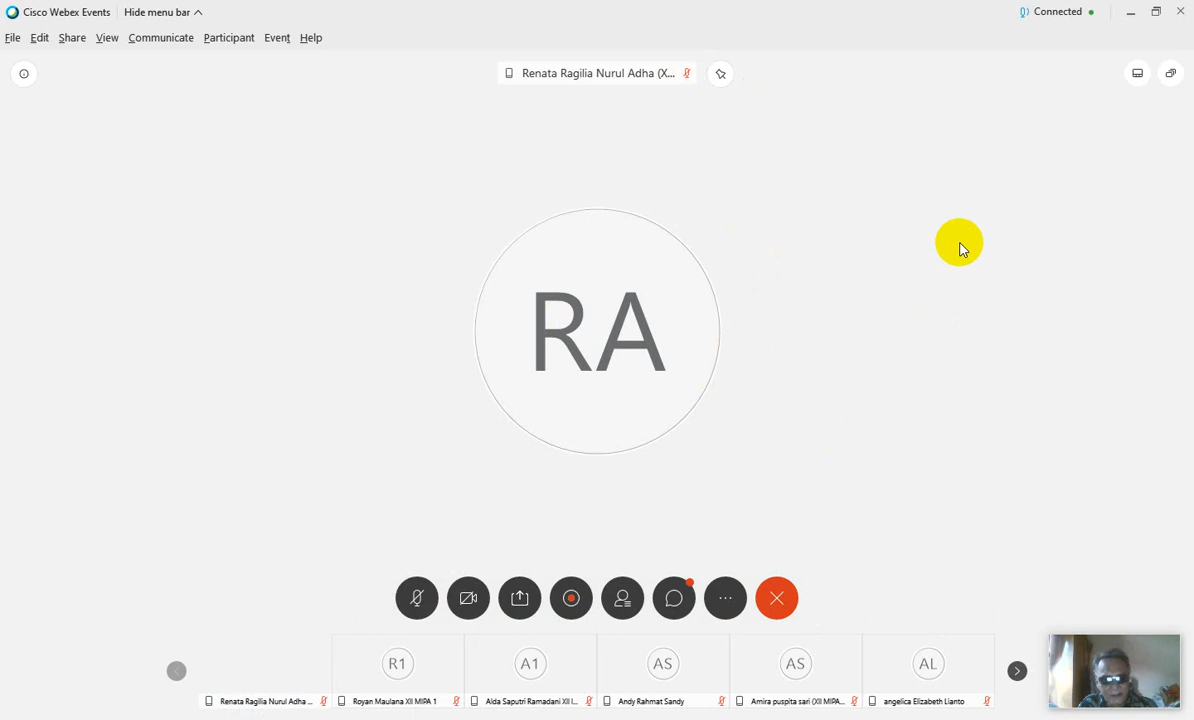 Cisco Webex Events Hide menu bar Connected
File Edit Share View Communicate Participant Event Help
Renata Ragilia Nurul Adha (X...
RA
R1 A1 AS AS AL
Renata Ragilia Nurul Adha ... Royan Maulana XII MIPA 1 Alda Saputri Ramadani XII I... Andy Rahmat Sandy Amira puspita sari (XII MIPA... angelica Elizabeth Lianto